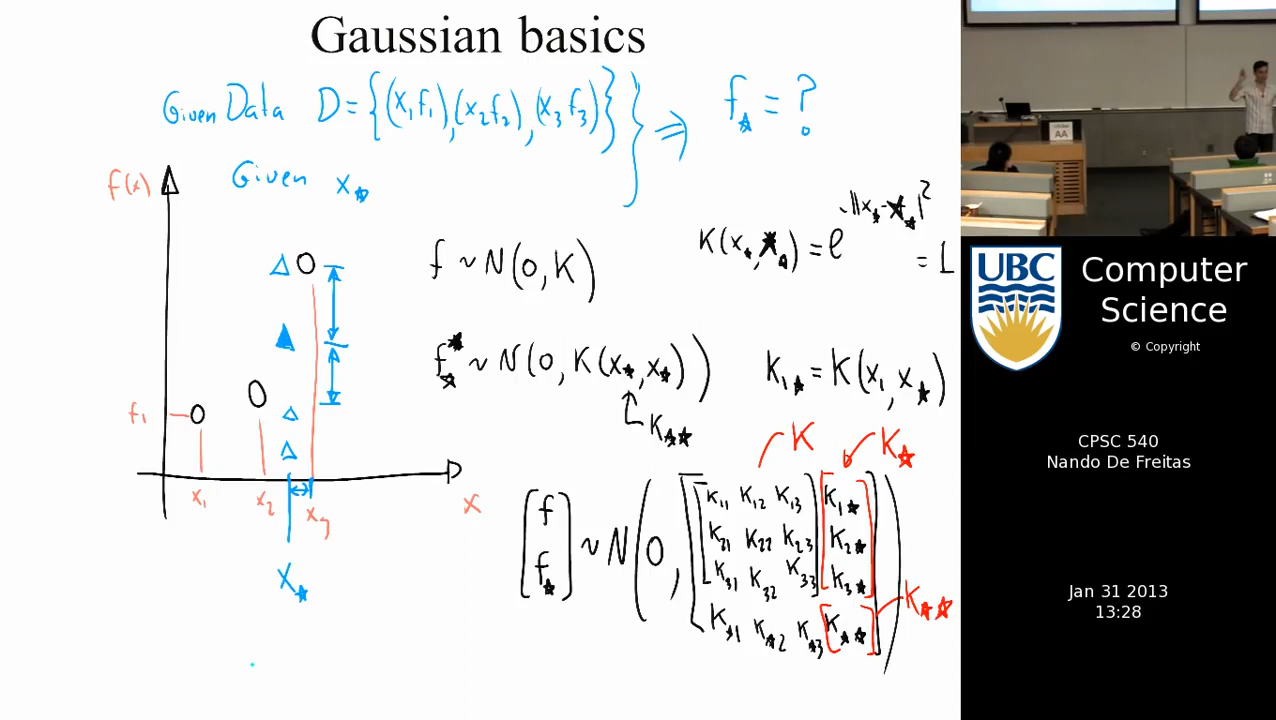 Gaussian basics
Given Data D = {(x₁ f₁), (x₂ f₂), (x₃ f₃)} } ⇒ f⋆ = ?
Given x⋆
f(x)
K(x⋆, x⋆) = e^-||x⋆-x⋆||² = 1
f ~ N(0, K)
f⋆ ~ N(0, K(x⋆, x⋆))
K₁⋆ = K(x₁, x⋆)
K⋆⋆
f₁
K
K⋆
x₁ x₂ x₃ x
x⋆
[f f⋆] ~ N(0,
K₁₁ K₁₂ K₁₃ K₁⋆
K₂₁ K₂₂ K₂₃ K₂⋆
K₃₁ K₃₂ K₃₃ K₃⋆
K⋆₁ K⋆₂ K⋆₃ K⋆⋆
)
K⋆⋆
AA
UBC
Computer
Science
© Copyright
CPSC 540
Nando De Freitas
Jan 31 2013
13:28